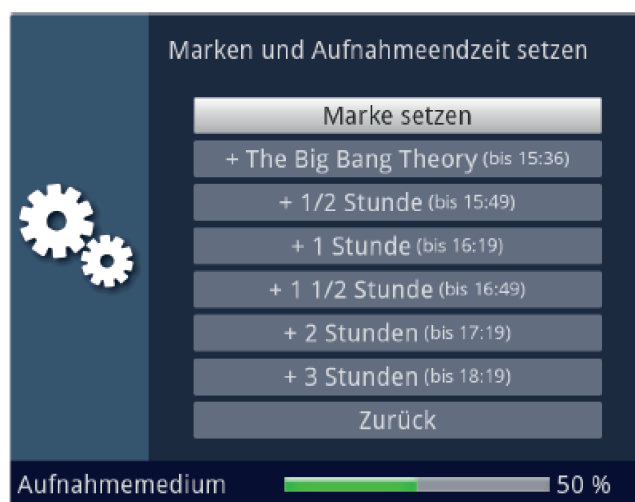 Marken und Aufnahmeendzeit setzen
Marke setzen
+ The Big Bang Theory (bis 15:36)
+ 1/2 Stunde (bis 15:49)
+ 1 Stunde (bis 16:19)
+ 1 1/2 Stunde (bis 16:49)
+ 2 Stunden (bis 17:19)
+ 3 Stunden (bis 18:19)
Zurück
Aufnahmemedium 50 %